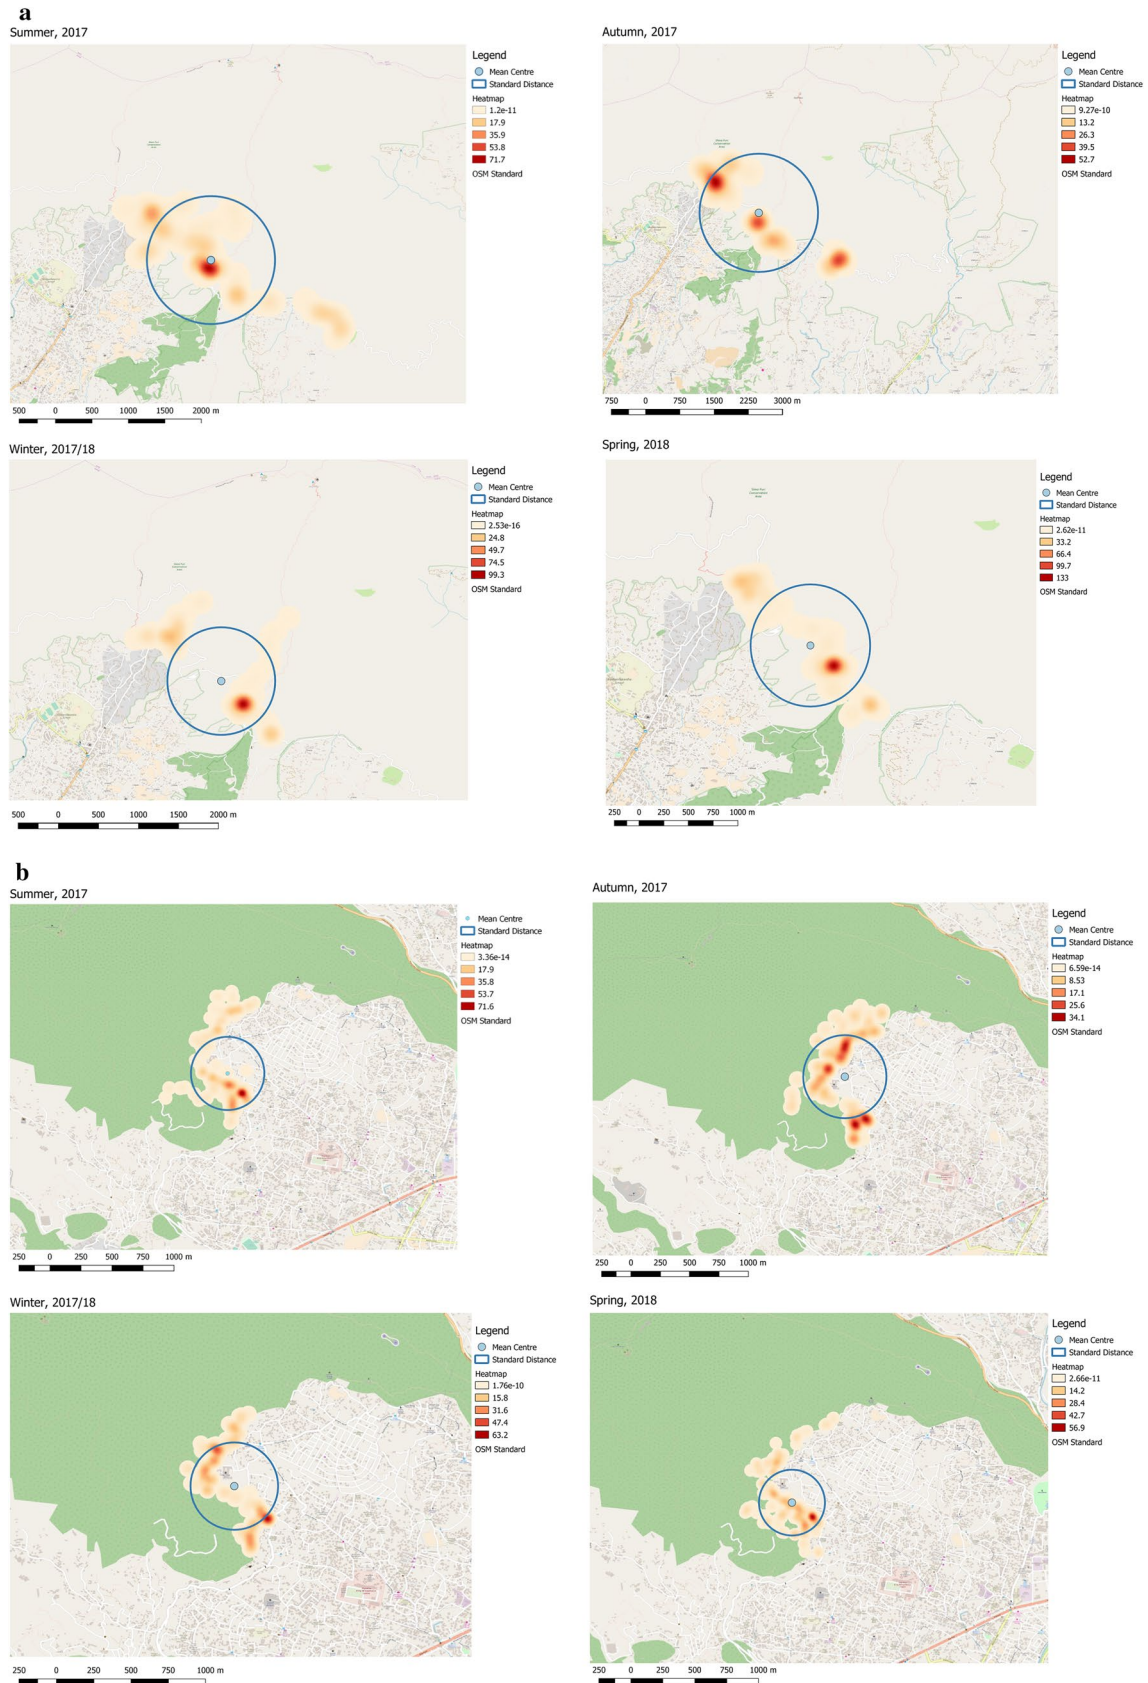 a
Summer, 2017
Legend
Mean Centre
Standard Distance
Heatmap
1.2e-11
17.9
35.9
53.8
71.7
OSM Standard
500 0 500 1000 1500 2000 m
Autumn, 2017
Legend
Mean Centre
Standard Distance
Heatmap
9.27e-10
13.2
26.3
39.5
52.7
OSM Standard
750 0 750 1500 2250 3000 m
Winter, 2017/18
Legend
Mean Centre
Standard Distance
Heatmap
2.53e-16
24.8
49.7
74.5
99.3
OSM Standard
500 0 500 1000 1500 2000 m
Spring, 2018
Legend
Mean Centre
Standard Distance
Heatmap
2.62e-11
33.2
66.4
99.7
133
OSM Standard
250 0 250 500 750 1000 m
b
Summer, 2017
Mean Centre
Standard Distance
Heatmap
3.36e-14
17.9
35.8
53.7
71.6
OSM Standard
250 0 250 500 750 1000 m
Autumn, 2017
Legend
Mean Centre
Standard Distance
Heatmap
6.59e-14
8.53
17.1
25.6
34.1
OSM Standard
250 0 250 500 750 1000 m
Winter, 2017/18
Legend
Mean Centre
Standard Distance
Heatmap
1.76e-10
15.8
31.6
47.4
63.2
OSM Standard
250 0 250 500 750 1000 m
Spring, 2018
Legend
Mean Centre
Standard Distance
Heatmap
2.66e-11
14.2
28.4
42.7
56.9
OSM Standard
250 0 250 500 750 1000 m